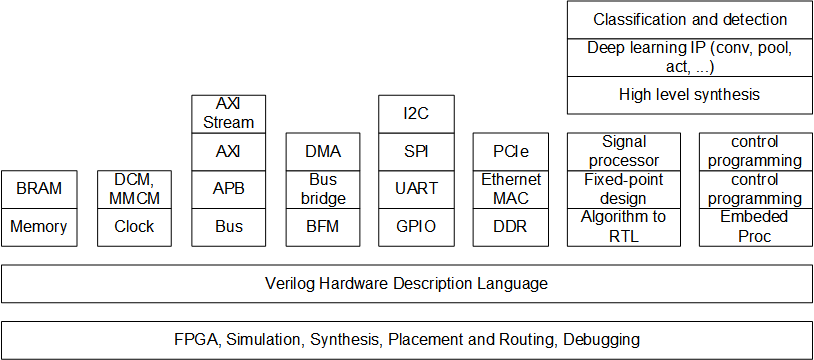 Classification and detection
Deep learning IP (conv, pool,
act, ...)
High level synthesis
AXI
Stream
I2C
AXI
DMA
SPI
PCIe
Signal
processor
control
programming
BRAM
DCM,
MMCM
APB
Bus
bridge
UART
Ethernet
MAC
Fixed-point
design
control
programming
Memory
Clock
Bus
BFM
GPIO
DDR
Algorithm to
RTL
Embeded
Proc
Verilog Hardware Description Language
FPGA, Simulation, Synthesis, Placement and Routing, Debugging